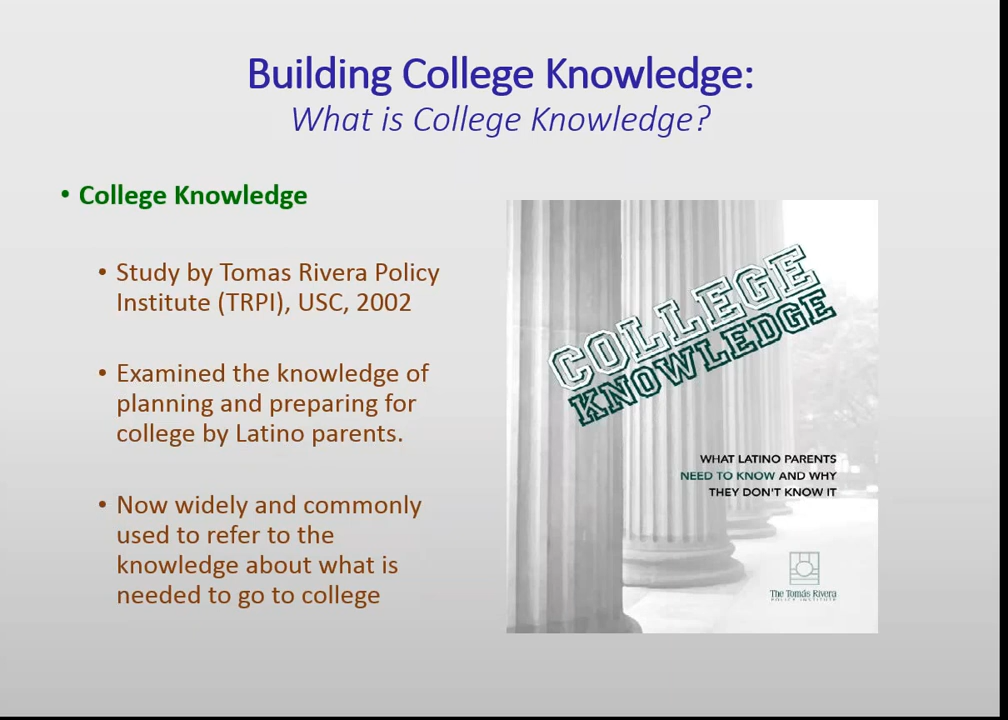 Building College Knowledge:
What is College Knowledge?
• College Knowledge
• Study by Tomas Rivera Policy
Institute (TRPI), USC, 2002
• Examined the knowledge of
planning and preparing for
college by Latino parents.
• Now widely and commonly
used to refer to the
knowledge about what is
needed to go to college
COLLEGE
KNOWLEDGE
WHAT LATINO PARENTS
NEED TO KNOW AND WHY
THEY DON'T KNOW IT
The Tomás Rivera
POLICY INSTITUTE